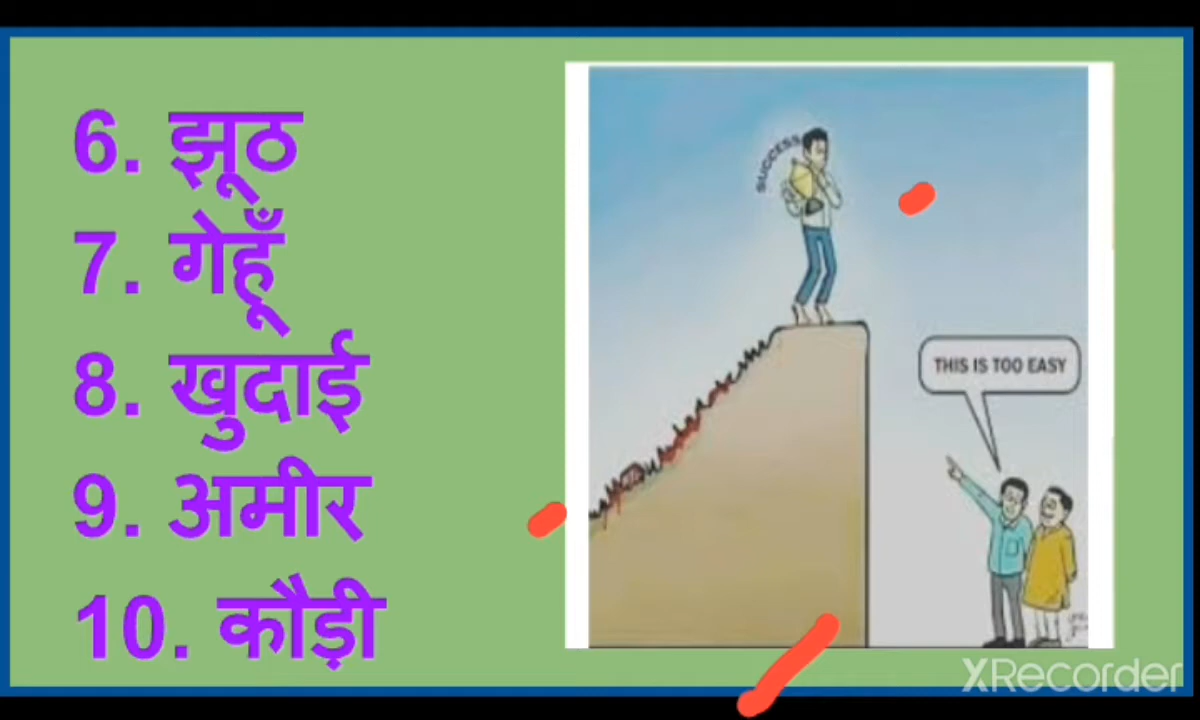 6. झूठ
7. गेहूँ
8. खुदाई
9. अमीर
10. कौड़ी
SUCCESS
THIS IS TOO EASY
XRecorder